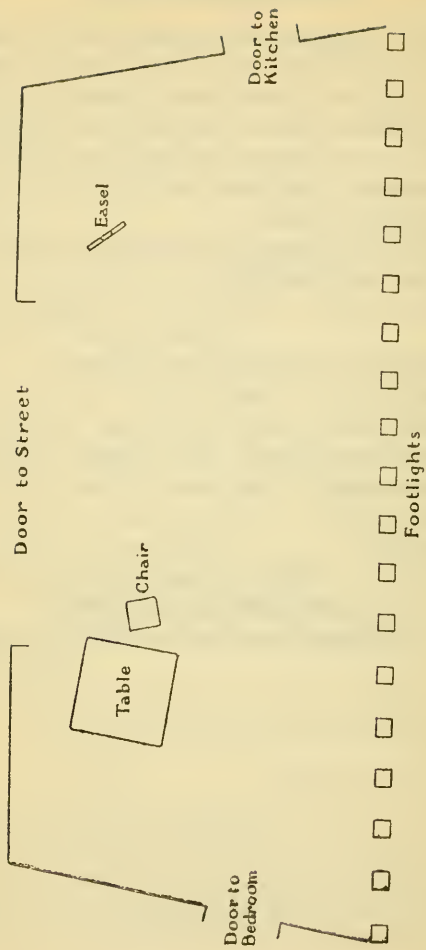 Door to Street
Door to
Kitchen
Easel
Chair
Table
Door to
Bedroom
Footlights